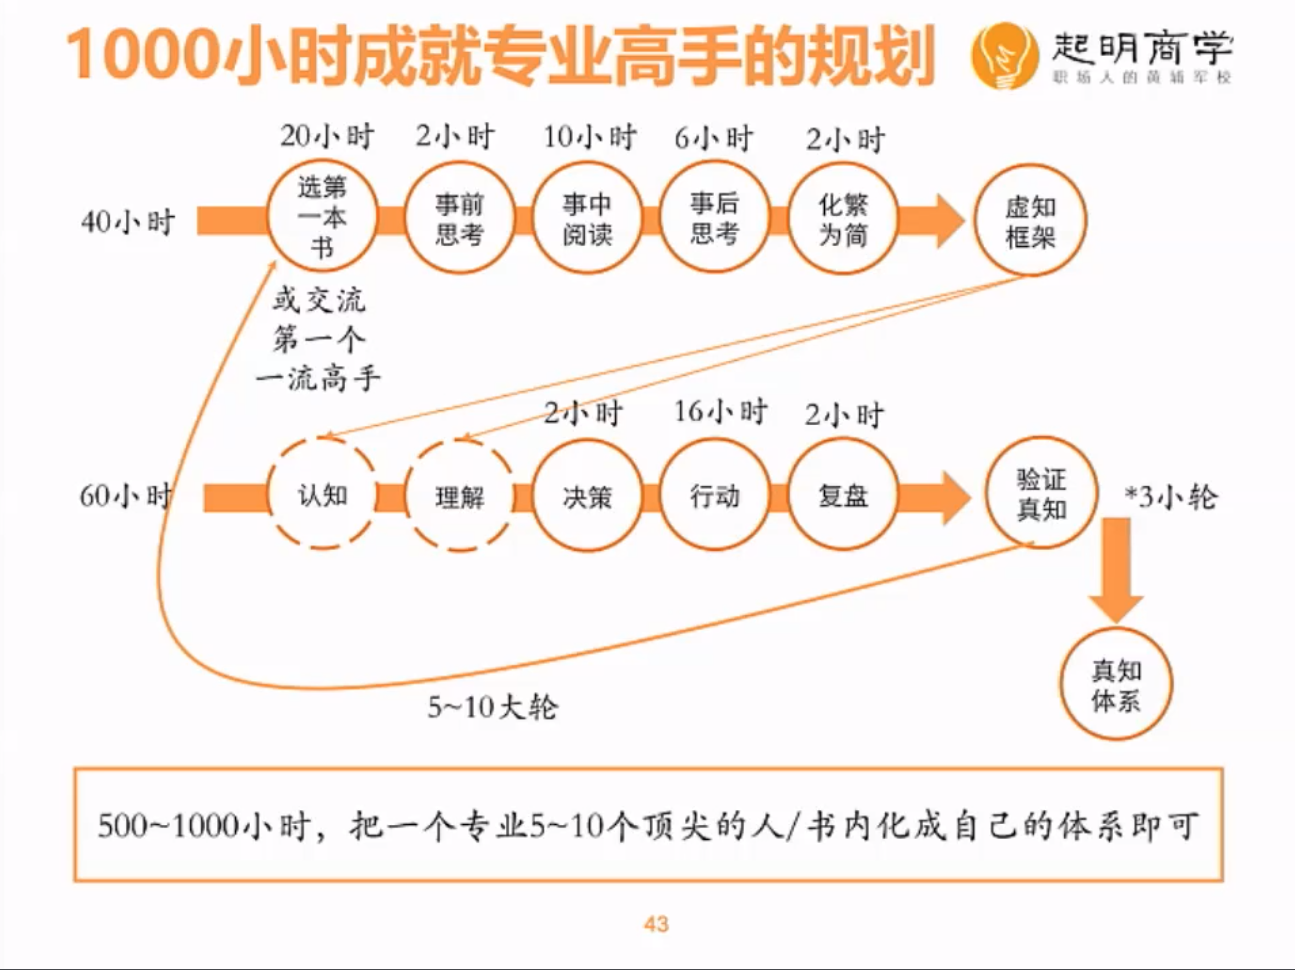 1000小时成就专业高手的规划
起明商学
职场人的黄埔军校
20小时
2小时
10小时
6小时
2小时
40小时
选第
一本
书
事前
思考
事中
阅读
事后
思考
化繁
为简
虚知
框架
或交流
第一个
一流高手
2小时
16小时
2小时
60小时
认知
理解
决策
行动
复盘
验证
真知
*3小轮
真知
体系
5~10大轮
500~1000小时，把一个专业5~10个顶尖的人/书内化成自己的体系即可
43